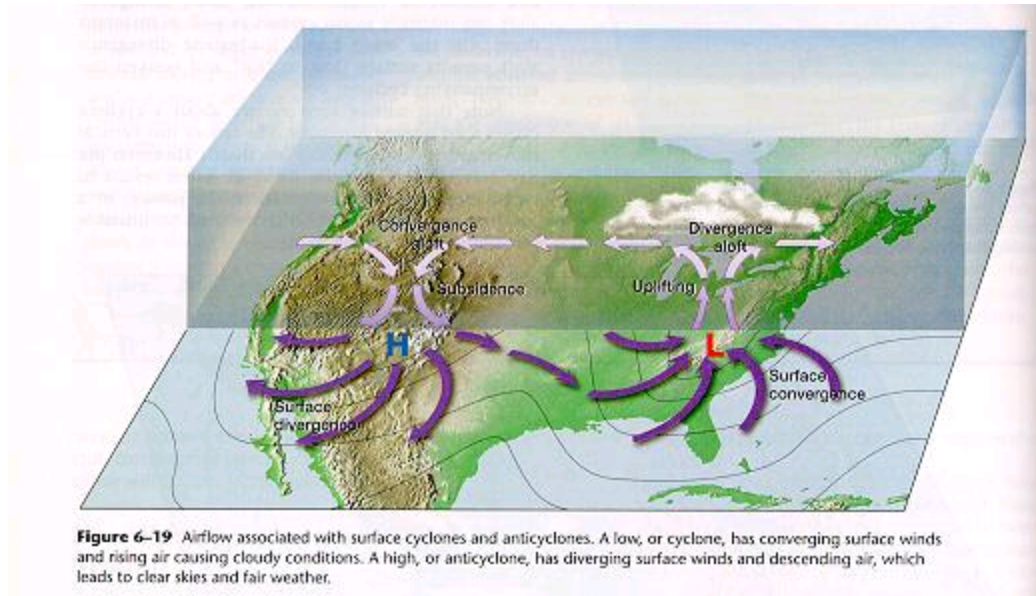 Convergence
aloft
Divergence
aloft
Subsidence
Uplifting
H
L
Surface
convergence
Surface
divergence
Figure 6–19 Airflow associated with surface cyclones and anticyclones. A low, or cyclone, has converging surface winds
and rising air causing cloudy conditions. A high, or anticyclone, has diverging surface winds and descending air, which
leads to clear skies and fair weather.